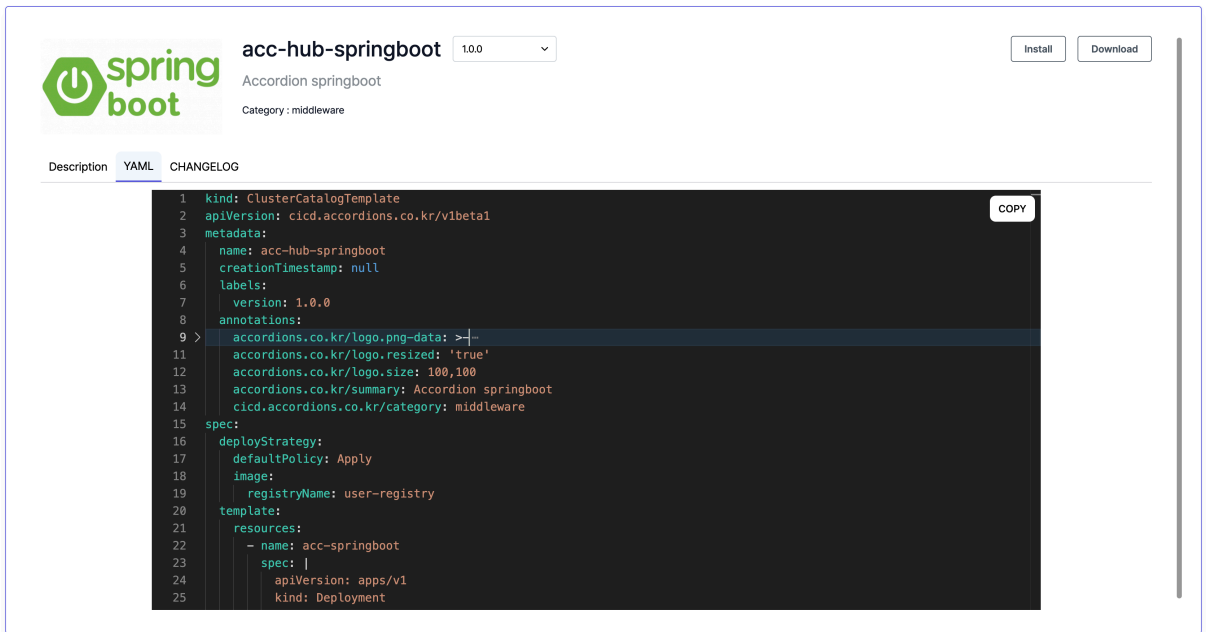 spring
boot
acc-hub-springboot 1.0.0
Install Download
Accordion springboot
Category : middleware
Description YAML CHANGELOG
COPY
1 kind: ClusterCatalogTemplate
2 apiVersion: cicd.accordions.co.kr/v1beta1
3 metadata:
4 name: acc-hub-springboot
5 creationTimestamp: null
6 labels:
7 version: 1.0.0
8 annotations:
9 accordions.co.kr/logo.png-data: >-…
11 accordions.co.kr/logo.resized: 'true'
12 accordions.co.kr/logo.size: 100,100
13 accordions.co.kr/summary: Accordion springboot
14 cicd.accordions.co.kr/category: middleware
15 spec:
16 deployStrategy:
17 defaultPolicy: Apply
18 image:
19 registryName: user-registry
20 template:
21 resources:
22 - name: acc-springboot
23 spec: |
24 apiVersion: apps/v1
25 kind: Deployment